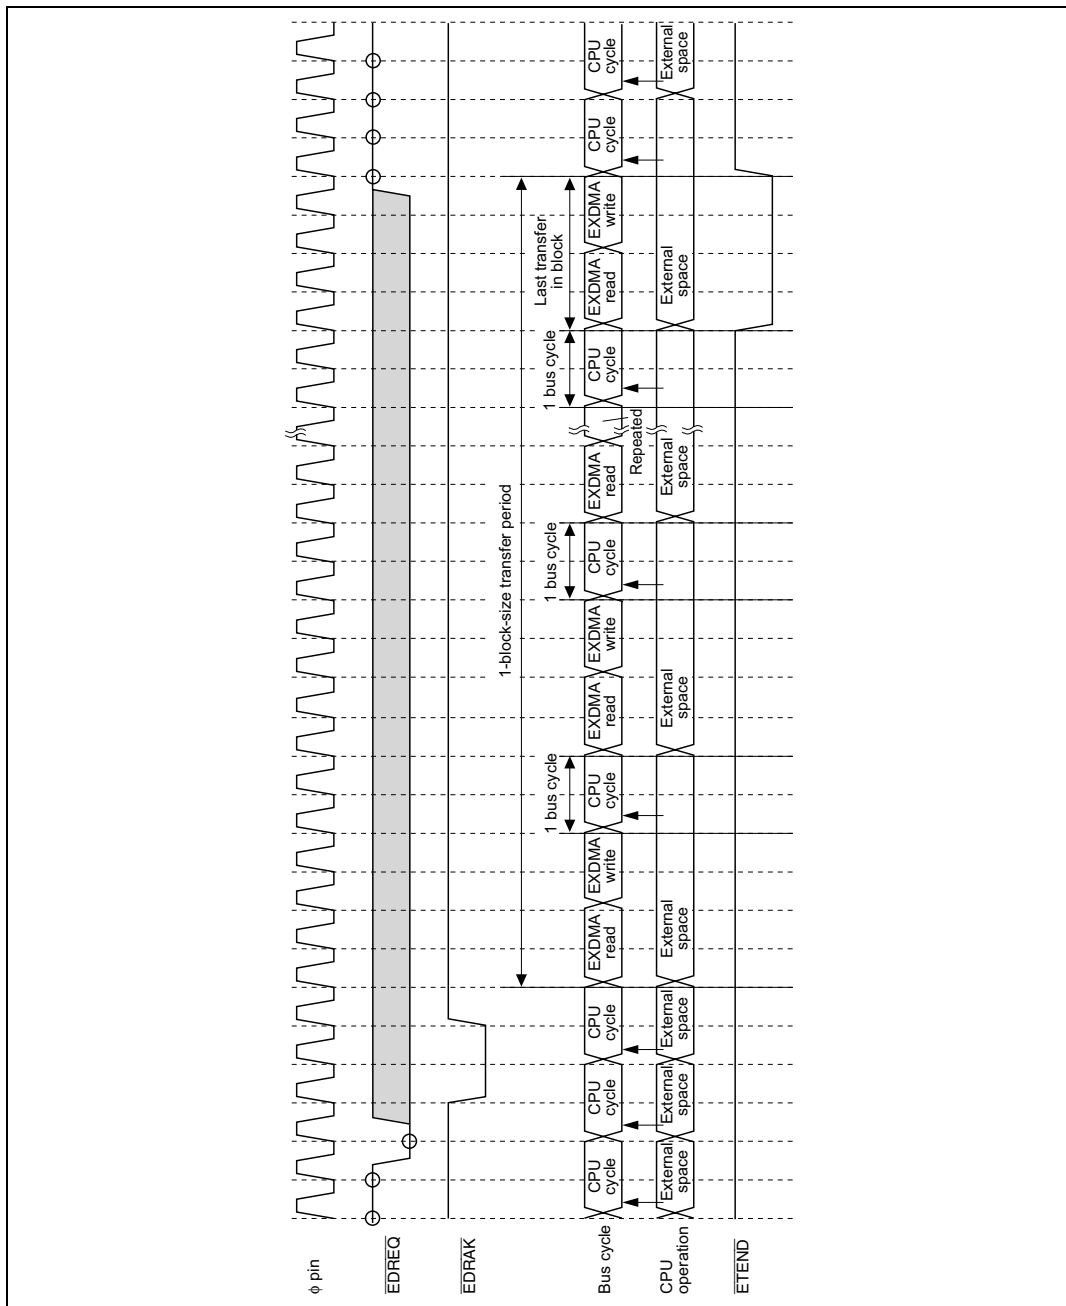 φ pin
EDREQ
EDRAK
1-block-size transfer period
1 bus cycle
1 bus cycle
1 bus cycle
Last transfer
in block
Bus cycle
CPU
cycle
CPU
cycle
CPU
cycle
EXDMA
read
EXDMA
write
CPU
cycle
EXDMA
read
EXDMA
write
CPU
cycle
EXDMA
read
Repeated
CPU
cycle
EXDMA
read
EXDMA
write
CPU
cycle
CPU
cycle
CPU
operation
External
space
External
space
External
space
External
space
External
space
External
space
External
space
External
space
ETEND